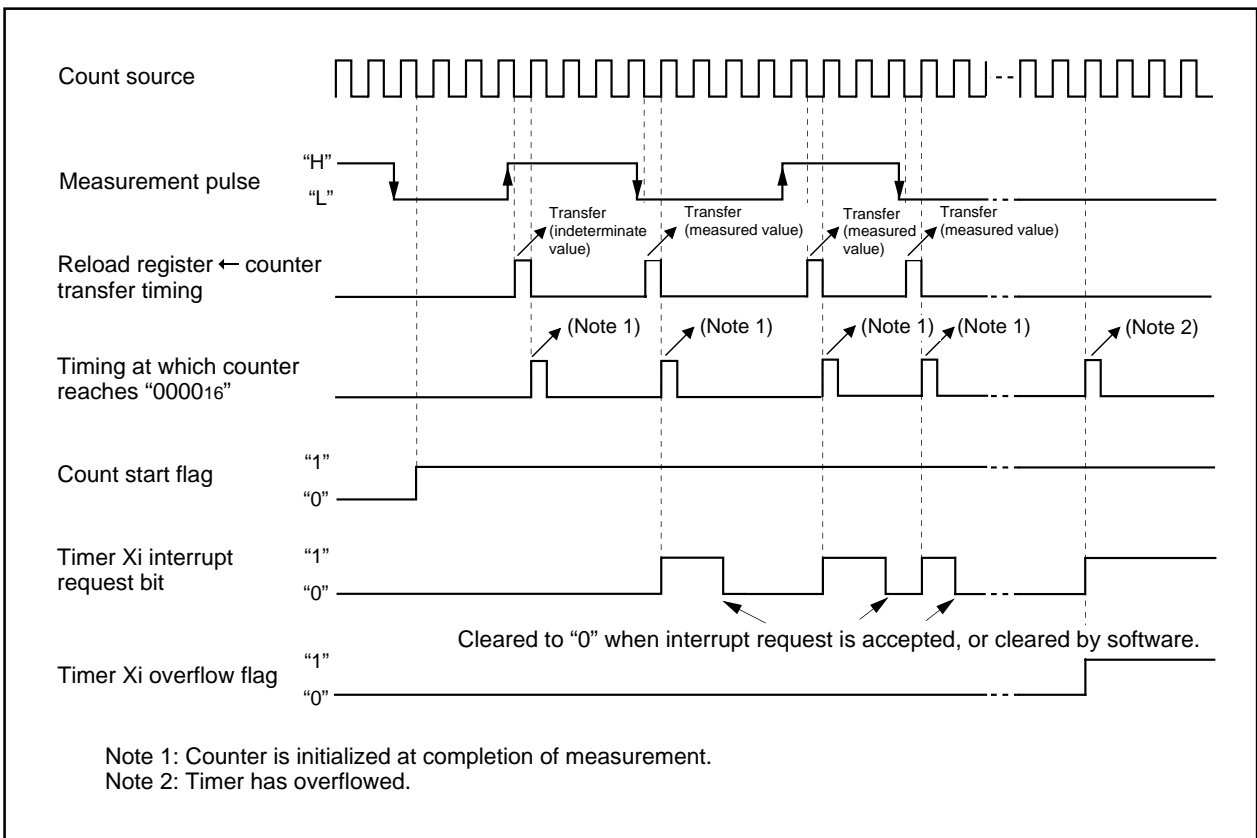 Count source
Measurement pulse
“H”
“L”
Transfer
(indeterminate
value)
Transfer
(measured value)
Transfer
(measured
value)
Transfer
(measured value)
Reload register ← counter
transfer timing
(Note 1)
(Note 1)
(Note 1)
(Note 1)
(Note 2)
Timing at which counter
reaches “000016”
Count start flag
“1”
“0”
Timer Xi interrupt
request bit
“1”
“0”
Cleared to “0” when interrupt request is accepted, or cleared by software.
Timer Xi overflow flag
“1”
“0”
Note 1: Counter is initialized at completion of measurement.
Note 2: Timer has overflowed.